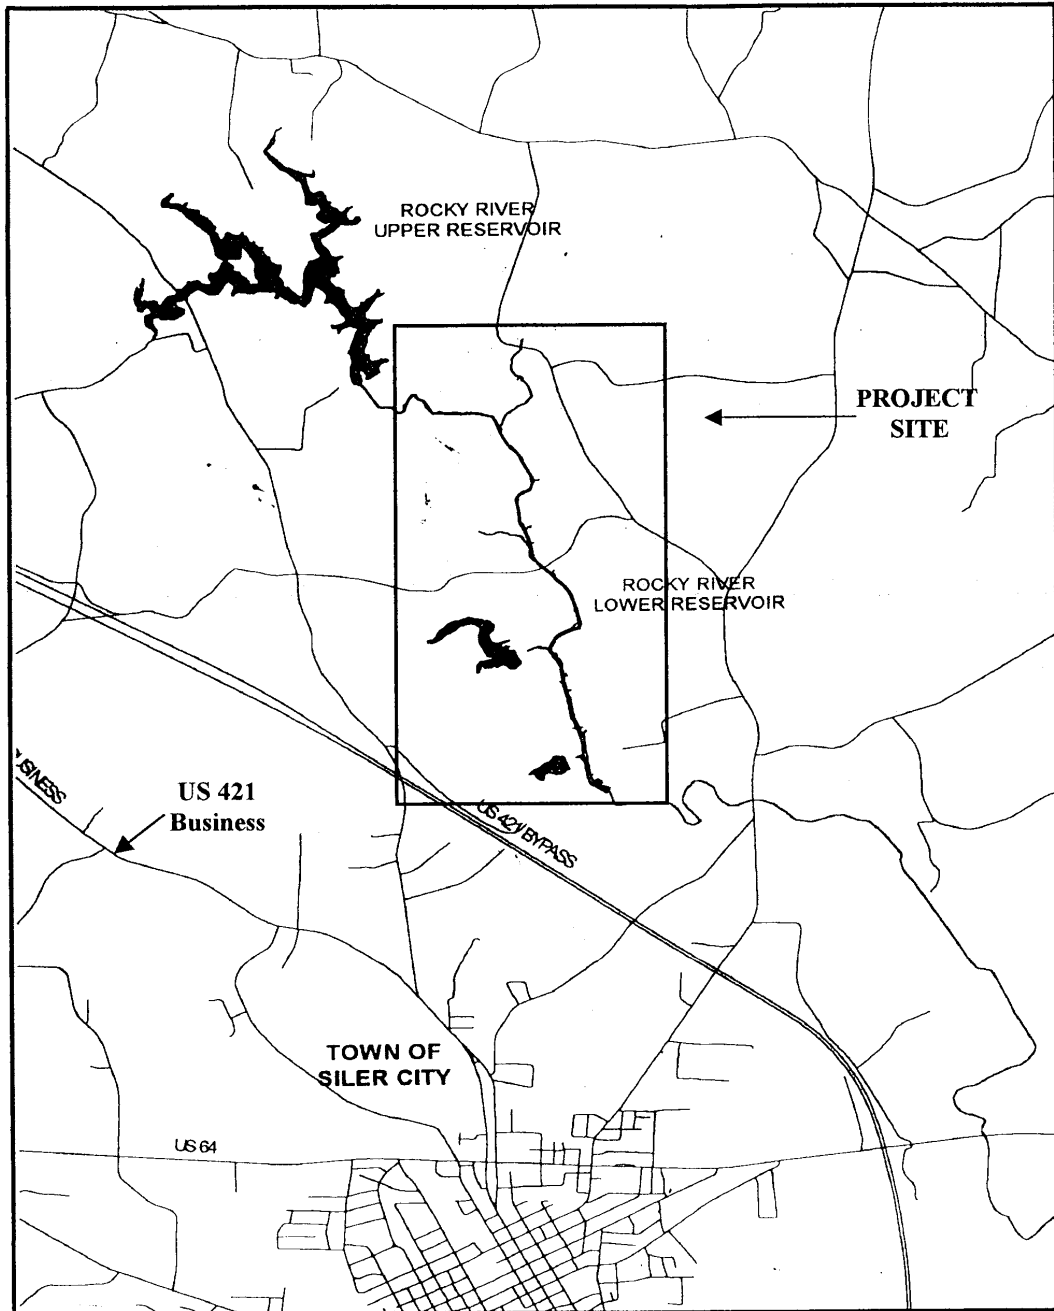 ROCKY RIVER
UPPER RESERVOIR
PROJECT
SITE
ROCKY RIVER
LOWER RESERVOIR
US 421
Business
US 421 BYPASS
TOWN OF
SILER CITY
US 64